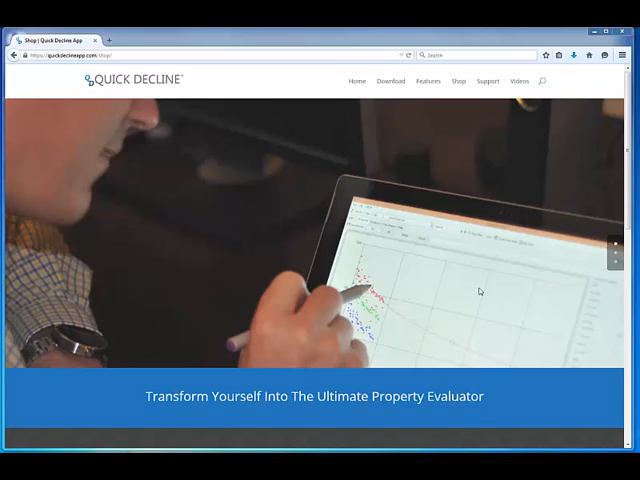 Shop | Quick Decline App
https://quickdeclineapp.com/shop/
Search
QUICK DECLINE™
Home Download Features Shop Support Videos
Transform Yourself Into The Ultimate Property Evaluator